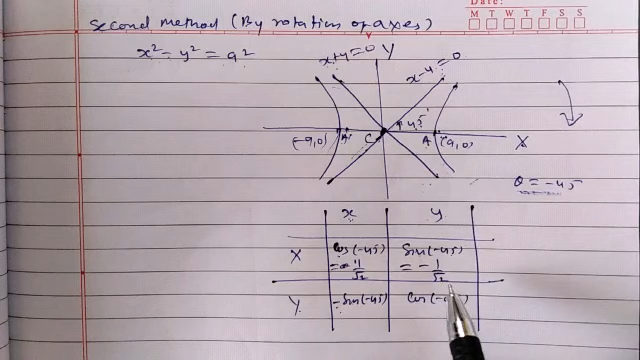 Date:
M T W T F S S
Second method (By rotation of axes)
x² - y² = a²
x+y=0 Y x-y=0
45°
(-a,0) A' C A (a,0) X
θ = -45
x y
X cos(-45) sin(-45)
= 1/√2 = -1/√2
Y -sin(-45) cos(-